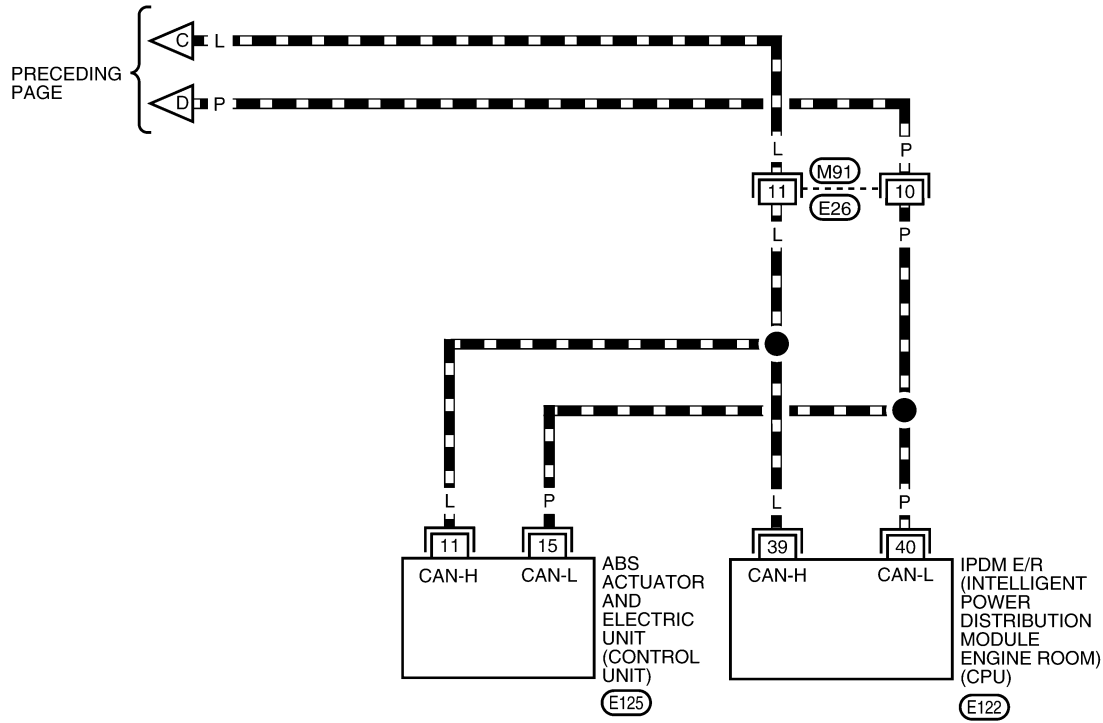 C L
PRECEDING
PAGE
D P
L P
M91
11 10
E26
L P
L P L P
11 15 39 40
CAN-H CAN-L
CAN-H CAN-L
ABS
ACTUATOR
AND
ELECTRIC
UNIT
(CONTROL
UNIT)
E125
IPDM E/R
(INTELLIGENT
POWER
DISTRIBUTION
MODULE
ENGINE ROOM)
(CPU)
E122